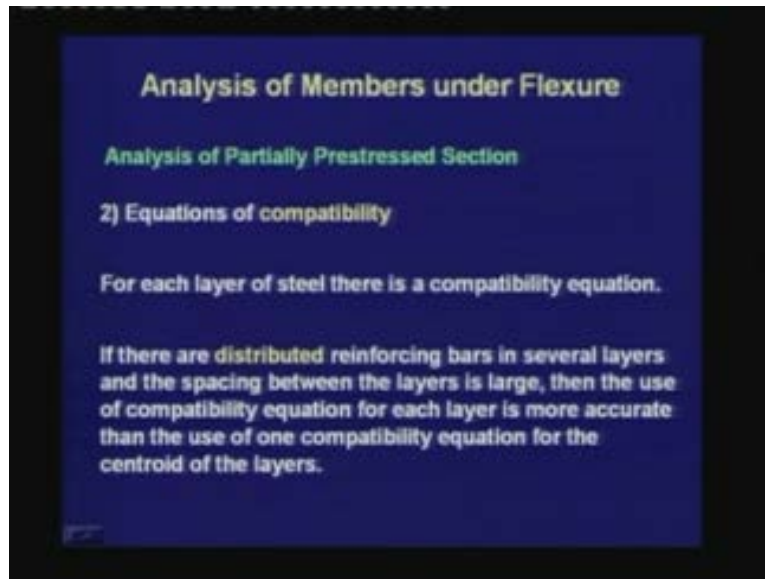 Analysis of Members under Flexure
Analysis of Partially Prestressed Section
2) Equations of compatibility
For each layer of steel there is a compatibility equation.
If there are distributed reinforcing bars in several layers
and the spacing between the layers is large, then the use
of compatibility equation for each layer is more accurate
than the use of one compatibility equation for the
centroid of the layers.